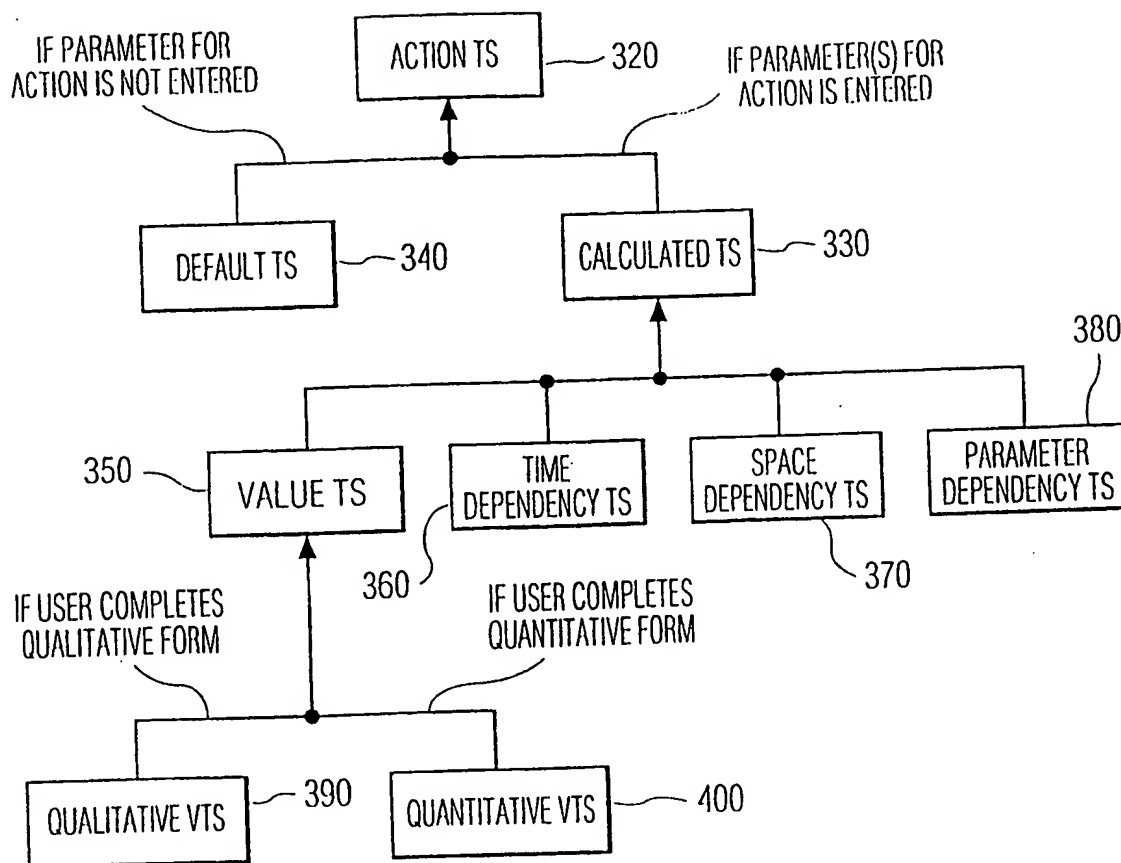 IF PARAMETER FOR
ACTION IS NOT ENTERED
ACTION TS
320
IF PARAMETER(S) FOR
ACTION IS ENTERED
DEFAULT TS
340
CALCULATED TS
330
380
350
VALUE TS
TIME
DEPENDENCY TS
SPACE
DEPENDENCY TS
PARAMETER
DEPENDENCY TS
360
370
IF USER COMPLETES
QUALITATIVE FORM
IF USER COMPLETES
QUANTITATIVE FORM
QUALITATIVE VTS
390
QUANTITATIVE VTS
400